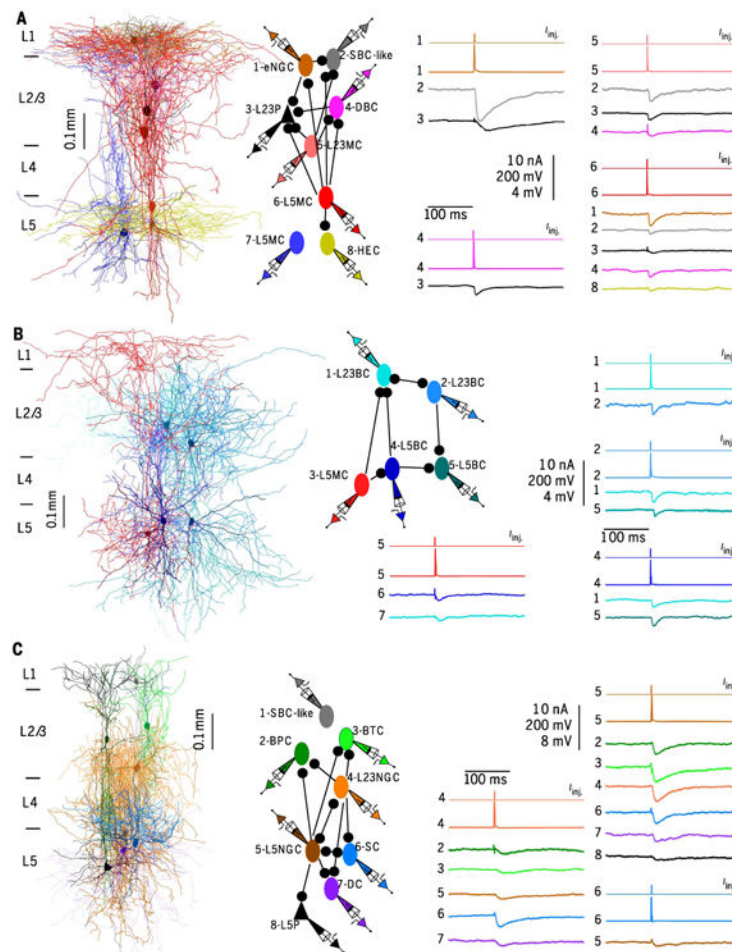 A
L1
L2/3
L4
L5
0.1mm
1-eNGC
2-SBC-like
3-L23P
4-DBC
5-L23MC
6-L5MC
7-L5MC
8-HEC
1
Iinj.
1
2
3
10 nA
200 mV
4 mV
100 ms
4
Iinj.
4
3
5
Iinj.
5
2
3
4
6
Iinj.
6
1
2
3
4
8
B
L1
L2/3
L4
L5
0.1mm
1-L23BC
2-L23BC
3-L5MC
4-L5BC
5-L5BC
5
Iinj.
5
6
7
10 nA
200 mV
4 mV
100 ms
1
Iinj.
1
2
2
Iinj.
2
1
5
4
Iinj.
4
1
5
C
L1
L2/3
L4
L5
0.1mm
1-SBC-like
2-BPC
3-BTC
4-L23NGC
5-L5NGC
6-SC
7-DC
8-L5P
100 ms
4
Iinj.
4
2
3
5
6
7
10 nA
200 mV
8 mV
5
Iinj.
5
2
3
4
6
7
8
6
Iinj.
6
5